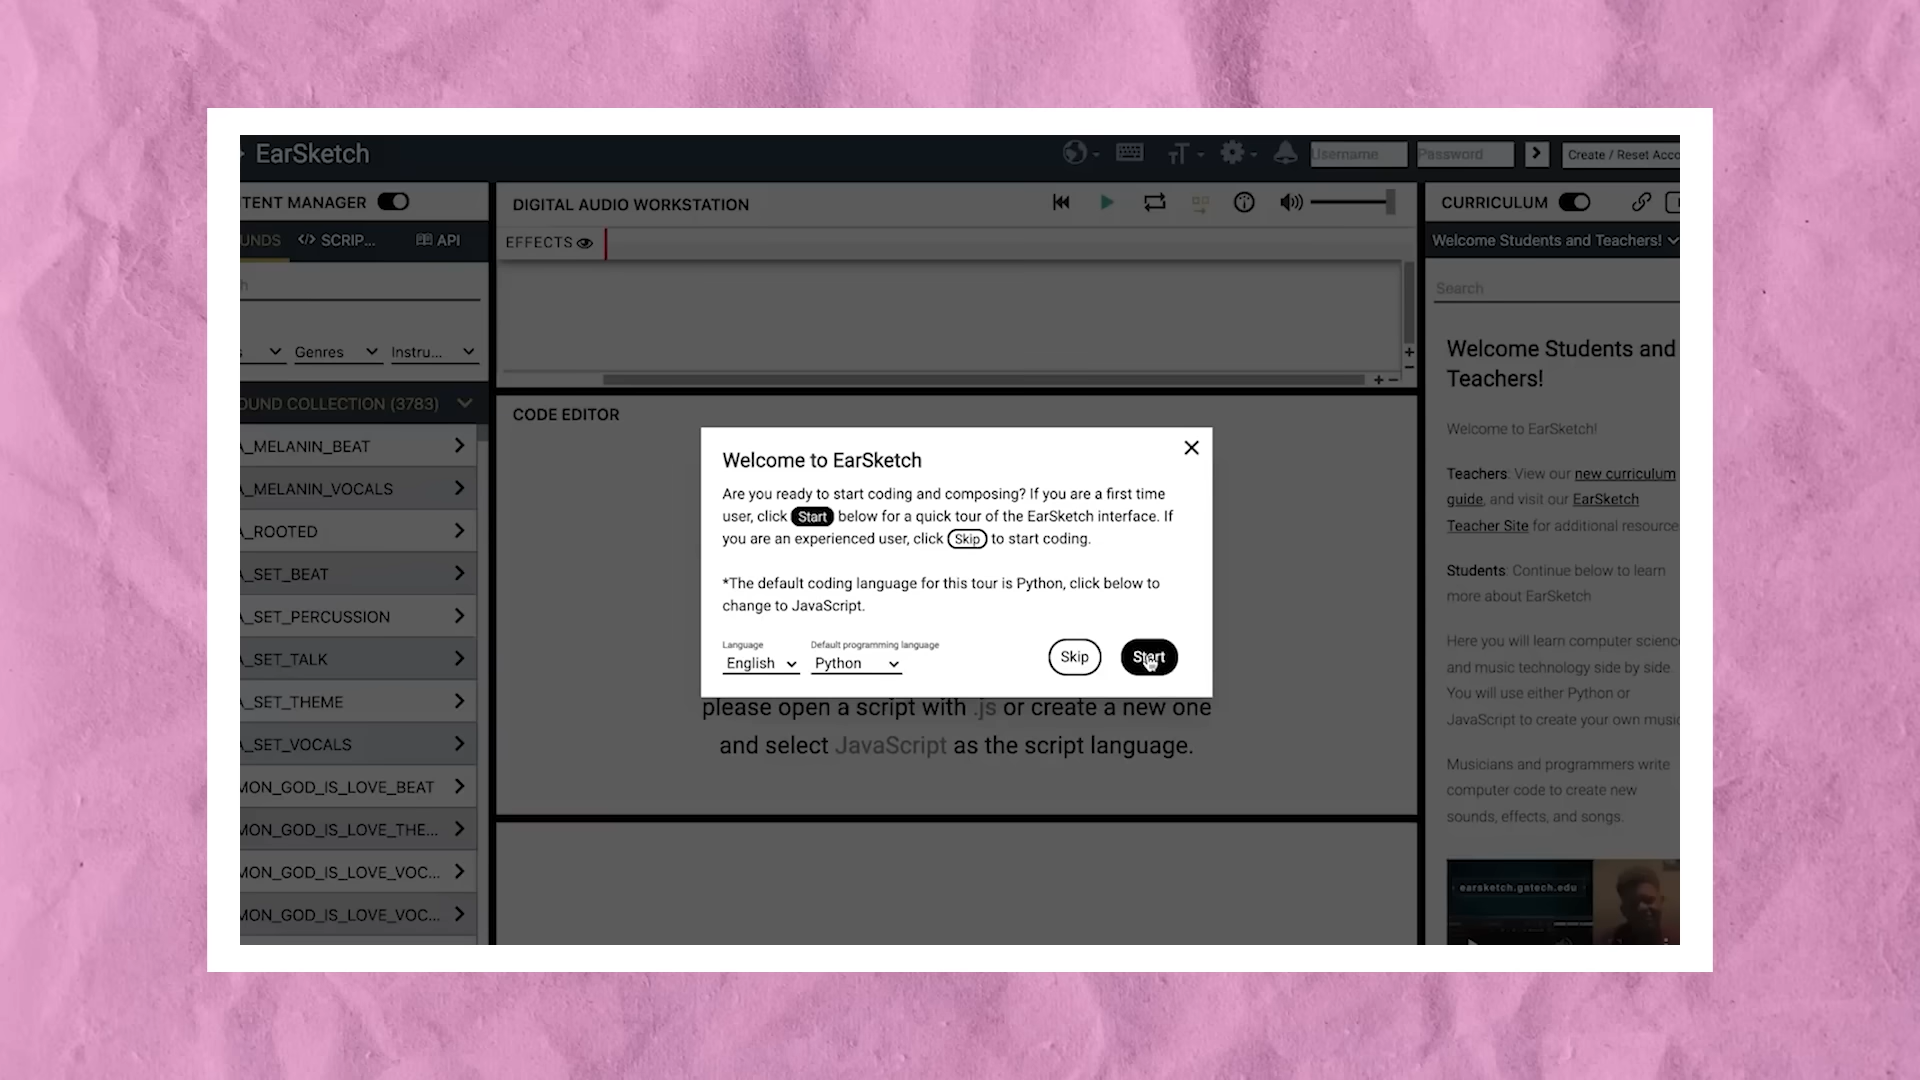 EarSketch
Username
Password
Create / Reset Acco
TENT MANAGER
UNDS
SCRIP...
API
Genres
Instru...
OUND COLLECTION (3783)
A_MELANIN_BEAT
A_MELANIN_VOCALS
A_ROOTED
A_SET_BEAT
A_SET_PERCUSSION
A_SET_TALK
A_SET_THEME
A_SET_VOCALS
MON_GOD_IS_LOVE_BEAT
MON_GOD_IS_LOVE_THE...
MON_GOD_IS_LOVE_VOC...
MON_GOD_IS_LOVE_VOC...
DIGITAL AUDIO WORKSTATION
EFFECTS
CODE EDITOR
Welcome to EarSketch
Are you ready to start coding and composing? If you are a first time
user, click Start below for a quick tour of the EarSketch interface. If
you are an experienced user, click Skip to start coding.
*The default coding language for this tour is Python, click below to
change to JavaScript.
Language
English
Default programming language
Python
Skip
Start
please open a script with .js or create a new one
and select JavaScript as the script language.
CURRICULUM
Welcome Students and Teachers!
Search
Welcome Students and
Teachers!
Welcome to EarSketch!
Teachers: View our new curriculum
guide, and visit our EarSketch
Teacher Site for additional resource
Students: Continue below to learn
more about EarSketch
Here you will learn computer scienc
and music technology side by side.
You will use either Python or
JavaScript to create your own musi
Musicians and programmers write
computer code to create new
sounds, effects, and songs.
earsketch.gatech.edu